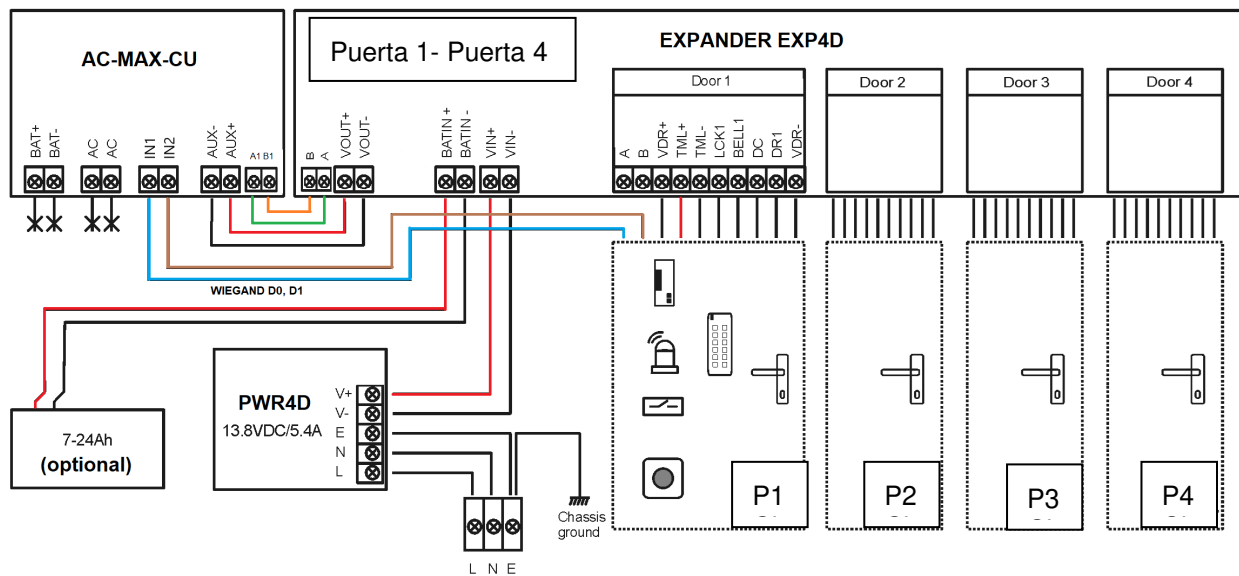 AC-MAX-CU
BAT+
BAT-
AC
AC
IN1
IN2
AUX-
AUX+
A1
B1
Puerta 1- Puerta 4
EXPANDER EXP4D
B
A
VOUT+
VOUT-
BATIN +
BATIN -
VIN+
VIN-
Door 1
A
B
VDR+
TML+
TML-
LCK1
BELL1
DC
DR1
VDR-
Door 2
Door 3
Door 4
WIEGAND D0, D1
7-24Ah
(optional)
PWR4D
13.8VDC/5.4A
V+
V-
E
N
L
Chassis
ground
L N E
P1
P2
P3
P4